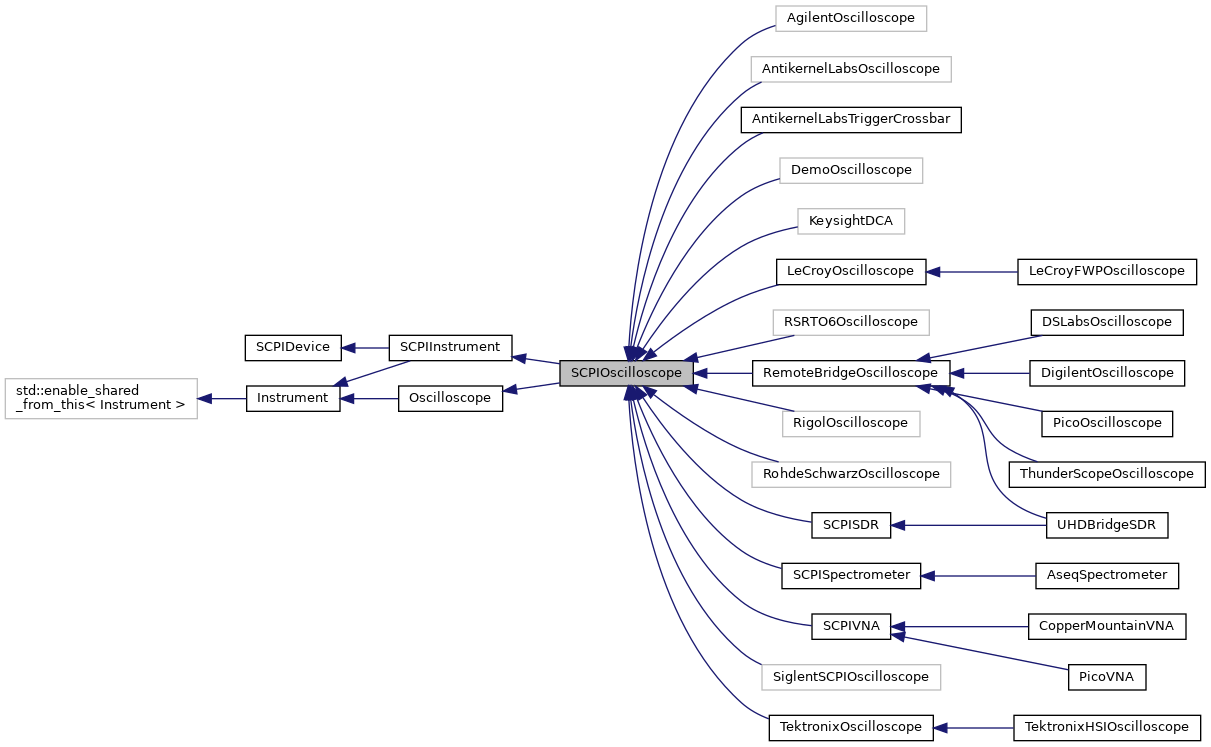 AgilentOscilloscope
AntikernelLabsOscilloscope
AntikernelLabsTriggerCrossbar
DemoOscilloscope
KeysightDCA
LeCroyOscilloscope
LeCroyFWPOscilloscope
RSRTO6Oscilloscope
DSLabsOscilloscope
SCPIDevice
SCPIInstrument
SCPIOscilloscope
RemoteBridgeOscilloscope
DigilentOscilloscope
std::enable_shared
_from_this< Instrument >
Instrument
Oscilloscope
RigolOscilloscope
PicoOscilloscope
RohdeSchwarzOscilloscope
ThunderScopeOscilloscope
SCPISDR
UHDBridgeSDR
SCPISpectrometer
AseqSpectrometer
SCPIVNA
CopperMountainVNA
SiglentSCPIOscilloscope
PicoVNA
TektronixOscilloscope
TektronixHSIOscilloscope